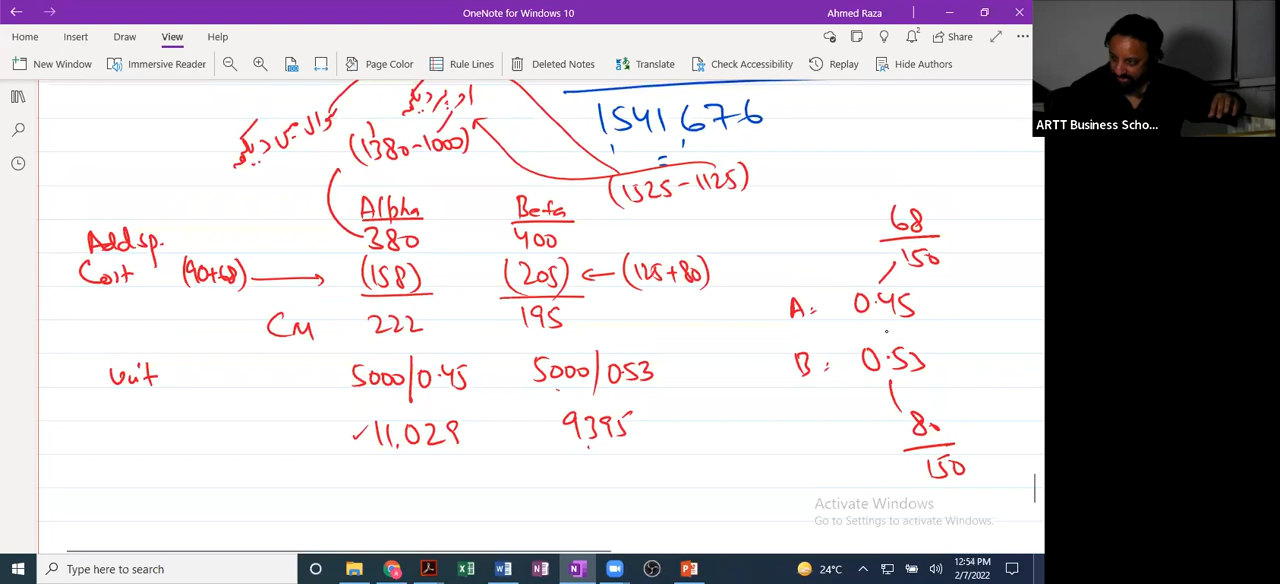 OneNote for Windows 10
Ahmed Raza
Home Insert Draw View Help
Share
New Window Immersive Reader Page Color Rule Lines Deleted Notes Translate Check Accessibility Replay Hide Authors
ARTT Business Scho...
1541676
(1380-1000)
(1525-1125)
Alpha Beta
Add sp. 380 400
Cost (90+68) → (158) (205) ← (125+80)
CM 222 195
Unit 5000/0.45 5000/0.53
✓11,029 9395
68
150
A: 0.45
B: 0.53
80
150
Activate Windows
Go to Settings to activate Windows.
Type here to search
24°C
12:54 PM
2/7/2022